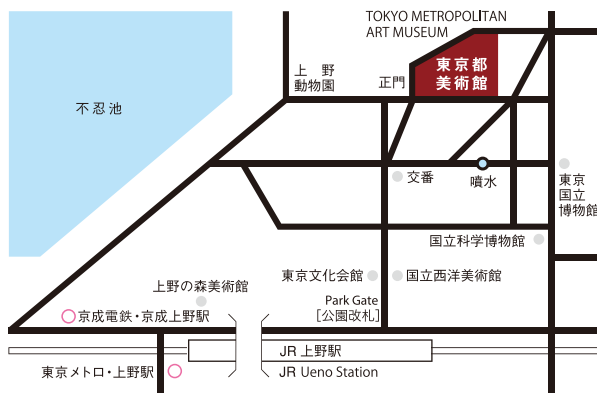 TOKYO METROPOLITAN
ART MUSEUM
東京都
美術館
上野
動物園
正門
不忍池
交番
噴水
東京
国立
博物館
国立科学博物館
東京文化会館
国立西洋美術館
上野の森美術館
Park Gate
[公園改札]
京成電鉄・京成上野駅
JR 上野駅
東京メトロ・上野駅
JR Ueno Station